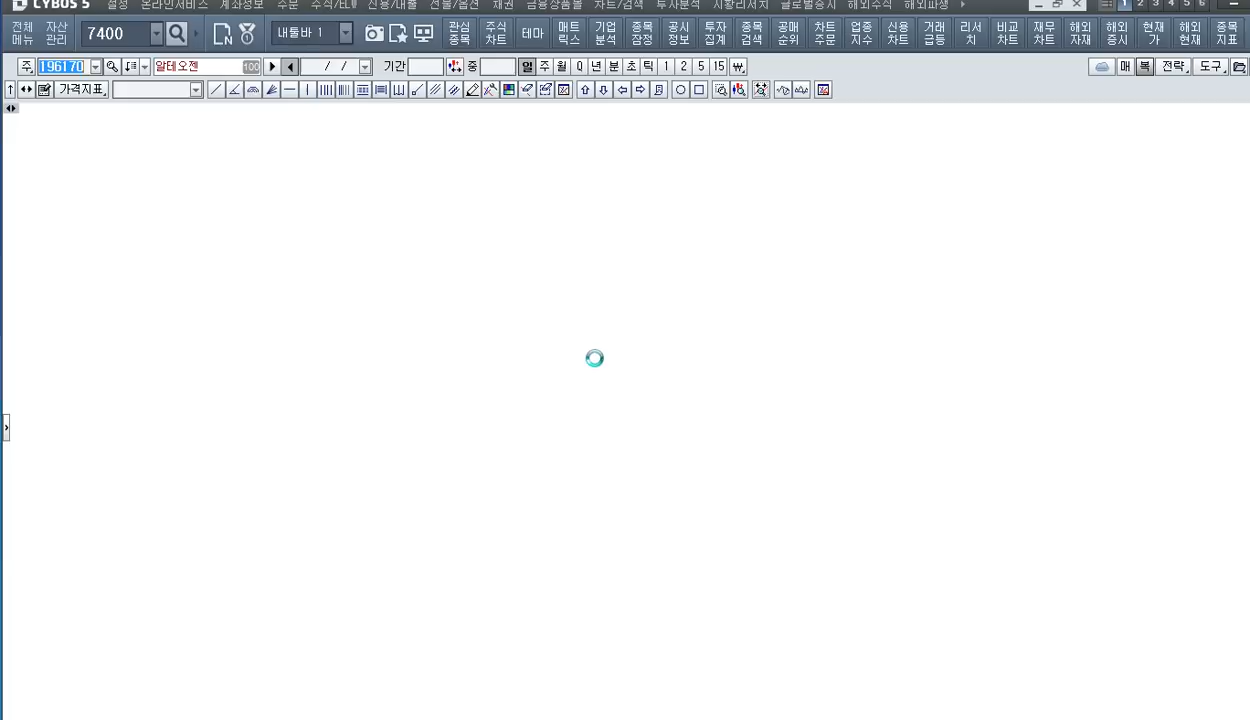 CYBOS 5 설정 온라인서비스 계좌정보 주문 주식/ELW 신용/대출 선물/옵션 채권 금융상품몰 차트/검색 투자분석 시황리서치 글로벌증시 해외주식 해외파생 1 2 3 4 5 6
전체 메뉴 자산 관리 7400 내툴바 1 관심 종목 주식 차트 테마 매트 릭스 기업 분석 종목 잠정 공시 정보 투자 집계 종목 검색 공매 순위 차트 주문 업종 지수 신용 차트 거래 급등 리서 치 비교 차트 재무 차트 해외 자재 해외 증시 현재 가 해외 현재 종목 지표
주 196170 알테오젠 100 / / 기간 중 일 주 월 Q 년 분 초 틱 1 2 5 15 ₩ 매 복 전략 도구
가격지표